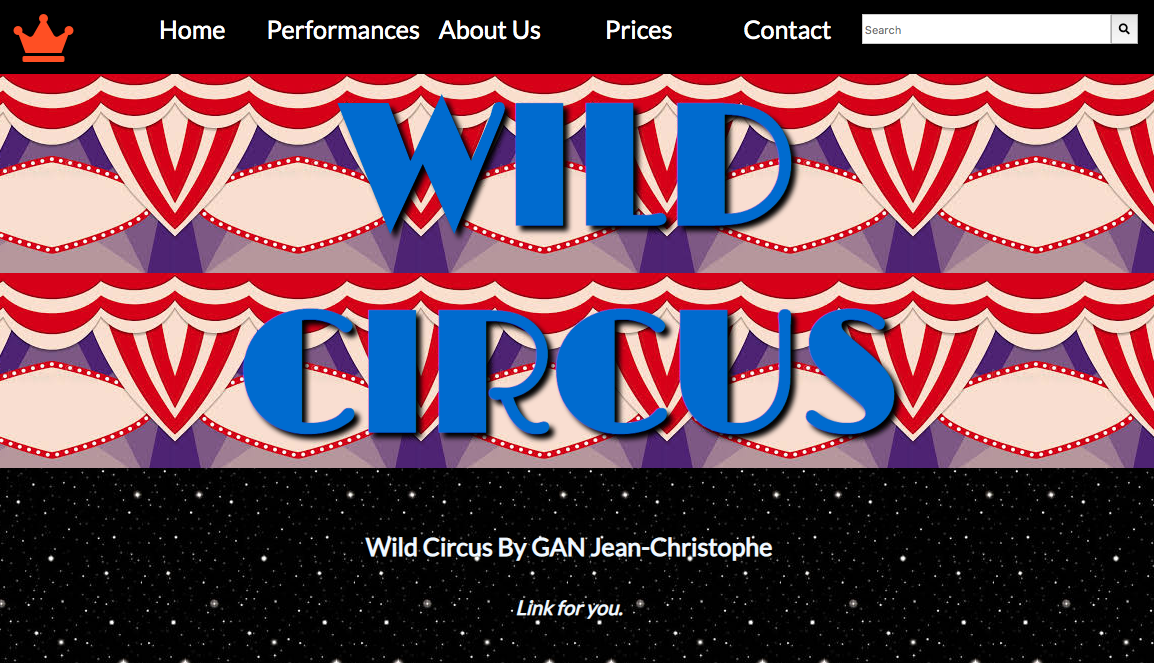 Home Performances About Us Prices Contact Search
WILD
CIRCUS
Wild Circus By GAN Jean-Christophe
Link for you.